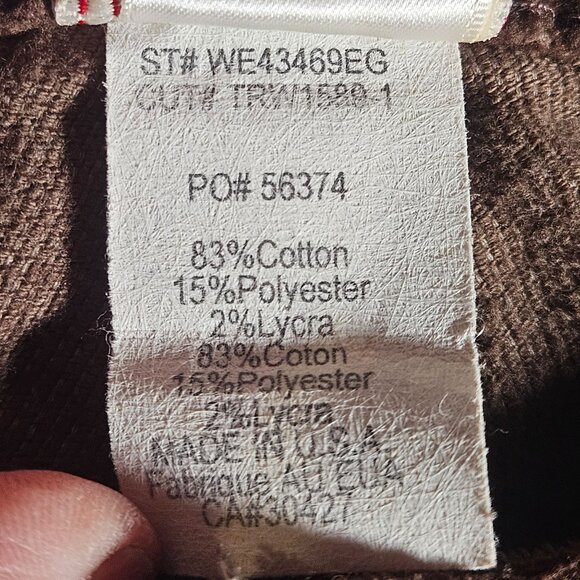 ST# WE43469EG
CUT# TRW1589-1
PO# 56374
83%Cotton
15%Polyester
2%Lycra
83%Coton
15%Polyester
2%Lycra
MADE IN U.S.A.
Fabrique AU EUA
CA#30427